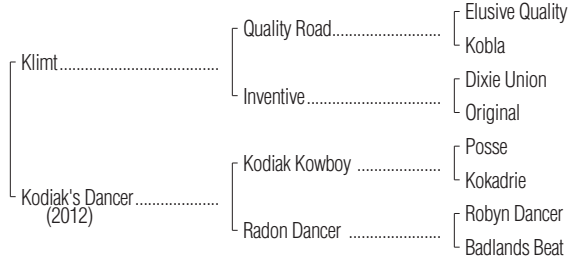 Elusive Quality
Quality Road..............................
Kobla
Klimt.....................................
Dixie Union
Inventive...................................
Original
Posse
Kodiak Kowboy .......................
Kokadrie
Kodiak's Dancer....................
(2012)
Robyn Dancer
Radon Dancer .........................
Badlands Beat